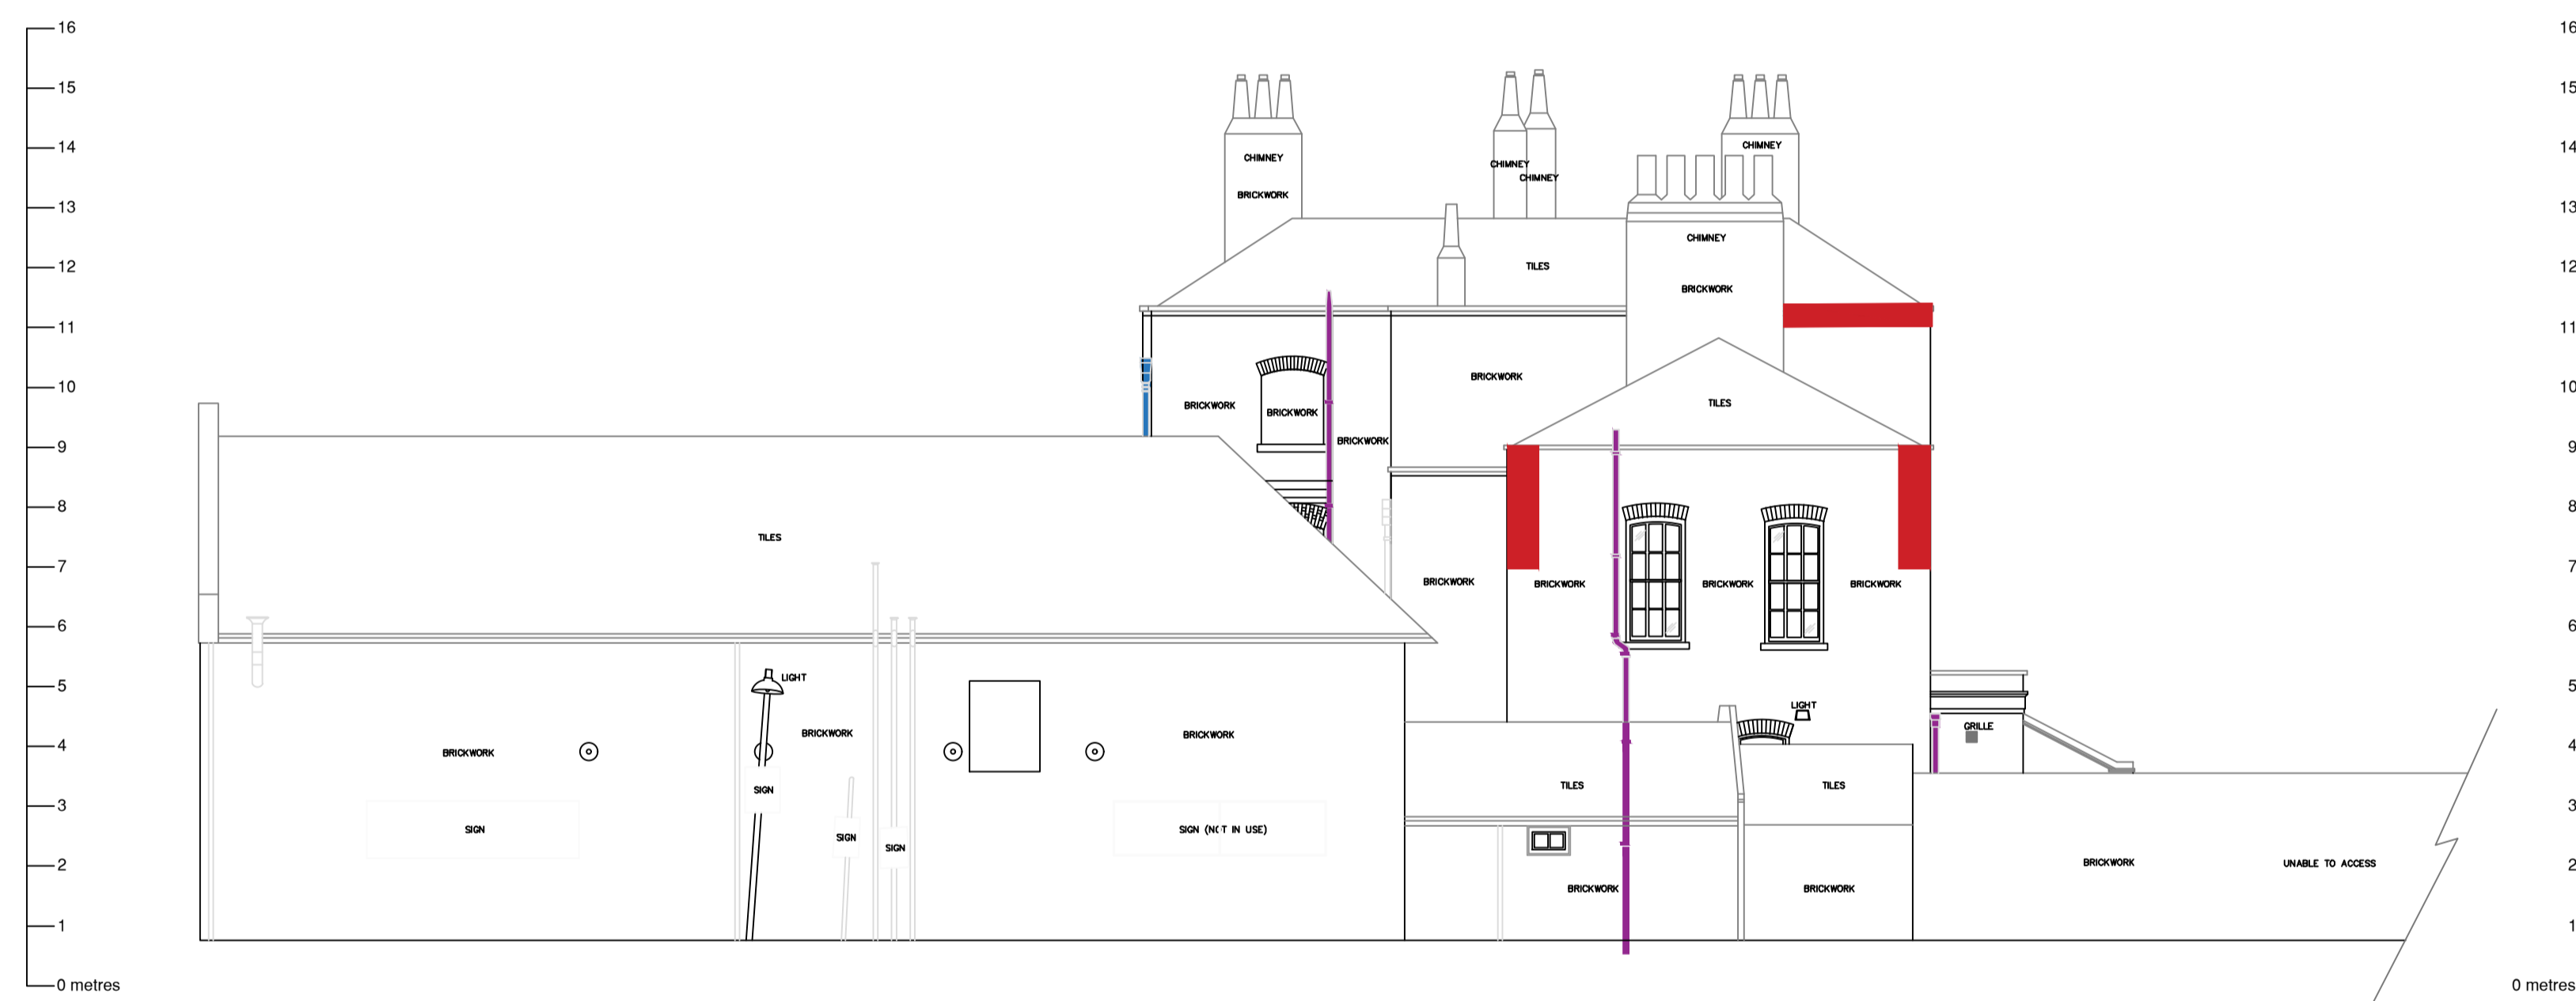 16
15
14
13
12
11
10
9
8
7
6
5
4
3
2
1
0 metres
CHIMNEY
BRICKWORK
CHIMNEY
CHIMNEY
CHIMNEY
CHIMNEY
BRICKWORK
TILES
BRICKWORK
BRICKWORK
BRICKWORK
BRICKWORK
TILES
TILES
BRICKWORK
BRICKWORK
BRICKWORK
BRICKWORK
LIGHT
BRICKWORK
BRICKWORK
BRICKWORK
SIGN
SIGN
SIGN
SIGN
SIGN (NOT IN USE)
LIGHT
GRILLE
TILES
TILES
BRICKWORK
BRICKWORK
BRICKWORK
UNABLE TO ACCESS
16
15
14
13
12
11
10
9
8
7
6
5
4
3
2
1
0 metres